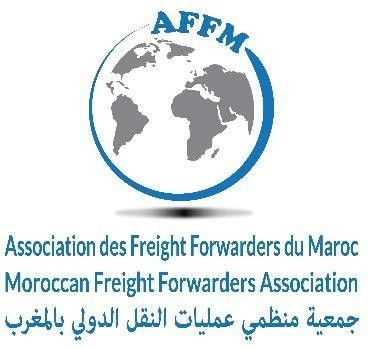 AFFM
Association des Freight Forwarders du Maroc
Moroccan Freight Forwarders Association
جمعية منظمي عمليات النقل الدولي بالمغرب